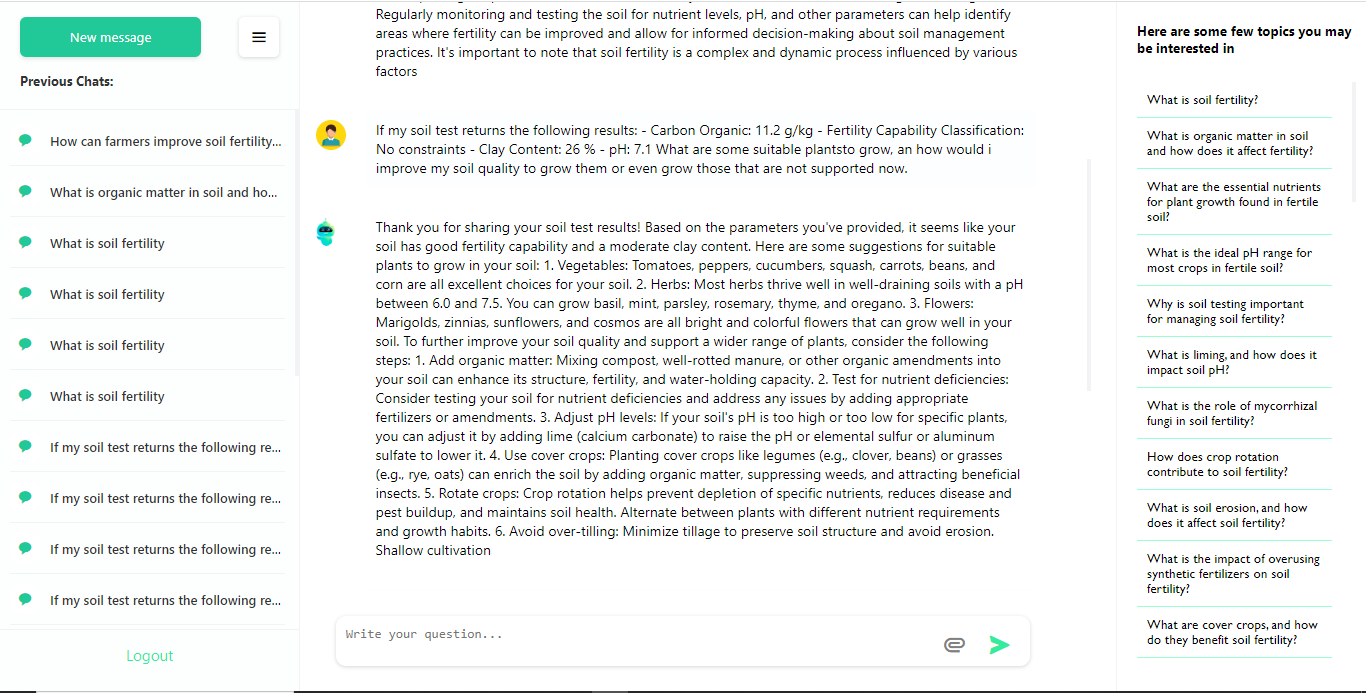 New message
Previous Chats:
How can farmers improve soil fertility...
What is organic matter in soil and ho...
What is soil fertility
What is soil fertility
What is soil fertility
What is soil fertility
If my soil test returns the following re...
If my soil test returns the following re...
If my soil test returns the following re...
If my soil test returns the following re...
Logout
Regularly monitoring and testing the soil for nutrient levels, pH, and other parameters can help identify
areas where fertility can be improved and allow for informed decision-making about soil management
practices. It's important to note that soil fertility is a complex and dynamic process influenced by various
factors
If my soil test returns the following results: - Carbon Organic: 11.2 g/kg - Fertility Capability Classification:
No constraints - Clay Content: 26 % - pH: 7.1 What are some suitable plantsto grow, an how would i
improve my soil quality to grow them or even grow those that are not supported now.
Thank you for sharing your soil test results! Based on the parameters you've provided, it seems like your
soil has good fertility capability and a moderate clay content. Here are some suggestions for suitable
plants to grow in your soil: 1. Vegetables: Tomatoes, peppers, cucumbers, squash, carrots, beans, and
corn are all excellent choices for your soil. 2. Herbs: Most herbs thrive well in well-draining soils with a pH
between 6.0 and 7.5. You can grow basil, mint, parsley, rosemary, thyme, and oregano. 3. Flowers:
Marigolds, zinnias, sunflowers, and cosmos are all bright and colorful flowers that can grow well in your
soil. To further improve your soil quality and support a wider range of plants, consider the following
steps: 1. Add organic matter: Mixing compost, well-rotted manure, or other organic amendments into
your soil can enhance its structure, fertility, and water-holding capacity. 2. Test for nutrient deficiencies:
Consider testing your soil for nutrient deficiencies and address any issues by adding appropriate
fertilizers or amendments. 3. Adjust pH levels: If your soil's pH is too high or too low for specific plants,
you can adjust it by adding lime (calcium carbonate) to raise the pH or elemental sulfur or aluminum
sulfate to lower it. 4. Use cover crops: Planting cover crops like legumes (e.g., clover, beans) or grasses
(e.g., rye, oats) can enrich the soil by adding organic matter, suppressing weeds, and attracting beneficial
insects. 5. Rotate crops: Crop rotation helps prevent depletion of specific nutrients, reduces disease and
pest buildup, and maintains soil health. Alternate between plants with different nutrient requirements
and growth habits. 6. Avoid over-tilling: Minimize tillage to preserve soil structure and avoid erosion.
Shallow cultivation
Write your question...
Here are some few topics you may
be interested in
What is soil fertility?
What is organic matter in soil
and how does it affect fertility?
What are the essential nutrients
for plant growth found in fertile
soil?
What is the ideal pH range for
most crops in fertile soil?
Why is soil testing important
for managing soil fertility?
What is liming, and how does it
impact soil pH?
What is the role of mycorrhizal
fungi in soil fertility?
How does crop rotation
contribute to soil fertility?
What is soil erosion, and how
does it affect soil fertility?
What is the impact of overusing
synthetic fertilizers on soil
fertility?
What are cover crops, and how
do they benefit soil fertility?